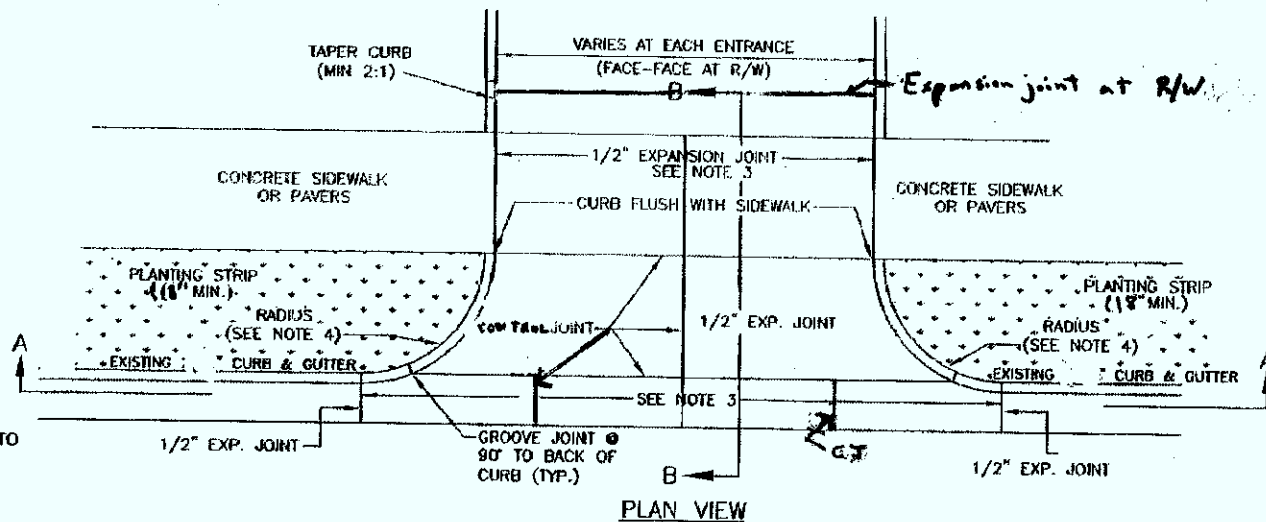 TAPER CURB
(MIN 2:1)
VARIES AT EACH ENTRANCE
(FACE-FACE AT R/W)
B
Expansion joint at R/W
1/2" EXPANSION JOINT
SEE NOTE 3
CONCRETE SIDEWALK
OR PAVERS
CONCRETE SIDEWALK
OR PAVERS
CURB FLUSH WITH SIDEWALK
PLANTING STRIP
(18" MIN.)
PLANTING STRIP
(18" MIN.)
RADIUS
(SEE NOTE 4)
CONTROL JOINT
1/2" EXP. JOINT
RADIUS
(SEE NOTE 4)
A
EXISTING CURB & GUTTER
EXISTING CURB & GUTTER
SEE NOTE 3
TO
1/2" EXP. JOINT
GROOVE JOINT @
90° TO BACK OF
CURB (TYP.)
C.J
1/2" EXP. JOINT
B
PLAN VIEW